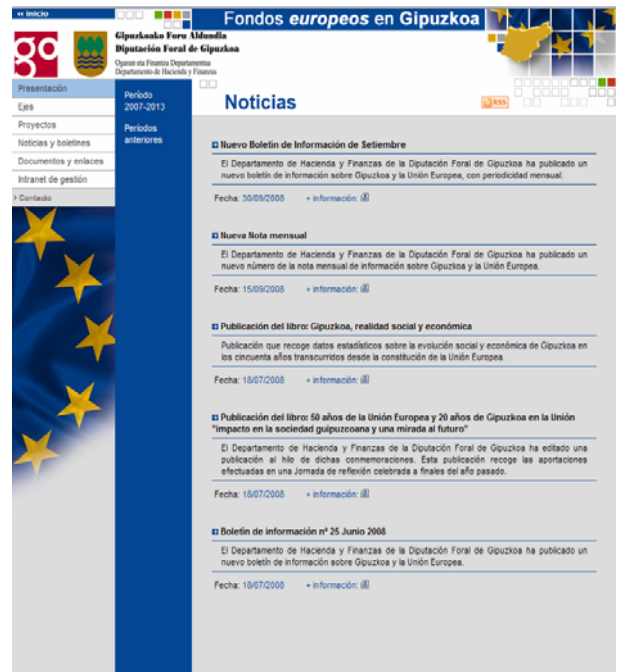 «« INICIO
Fondos europeos en Gipuzkoa
go
Gipuzkoako Foru Aldundia
Diputación Foral de Gipuzkoa
Ogasun eta Finantza Departamentua
Departamento de Hacienda y Finanzas
Presentación
Ejes
Proyectos
Noticias y boletines
Documentos y enlaces
Intranet de gestión
> Contacto
Período
2007-2013
Períodos
anteriores
Noticias
RSS
Nuevo Boletín de Información de Setiembre
El Departamento de Hacienda y Finanzas de la Diputación Foral de Gipuzkoa ha publicado un
nuevo boletín de información sobre Gipuzkoa y la Unión Europea, con periodicidad mensual.
Fecha: 30/09/2008 + información:
Nueva Nota mensual
El Departamento de Hacienda y Finanzas de la Diputación Foral de Gipuzkoa ha publicado un
nuevo número de la nota mensual de información sobre Gipuzkoa y la Unión Europea.
Fecha: 15/09/2008 + información:
Publicación del libro: Gipuzkoa, realidad social y económica
Publicación que recoge datos estadísticos sobre la evolución social y económica de Gipuzkoa en
los cincuenta años transcurridos desde la constitución de la Unión Europea.
Fecha: 18/07/2008 + información:
Publicación del libro: 50 años de la Unión Europea y 20 años de Gipuzkoa en la Unión
"impacto en la sociedad guipuzcoana y una mirada al futuro"
El Departamento de Hacienda y Finanzas de la Diputación Foral de Gipuzkoa ha editado una
publicación al hilo de dichas conmemoraciones. Esta publicación recoge las aportaciones
efectuadas en una Jornada de reflexión celebrada a finales del año pasado.
Fecha: 18/07/2008 + información:
Boletín de información nº 25 Junio 2008
El Departamento de Hacienda y Finanzas de la Diputación Foral de Gipuzkoa ha publicado un
nuevo boletín de información sobre Gipuzkoa y la Unión Europea.
Fecha: 18/07/2008 + información: